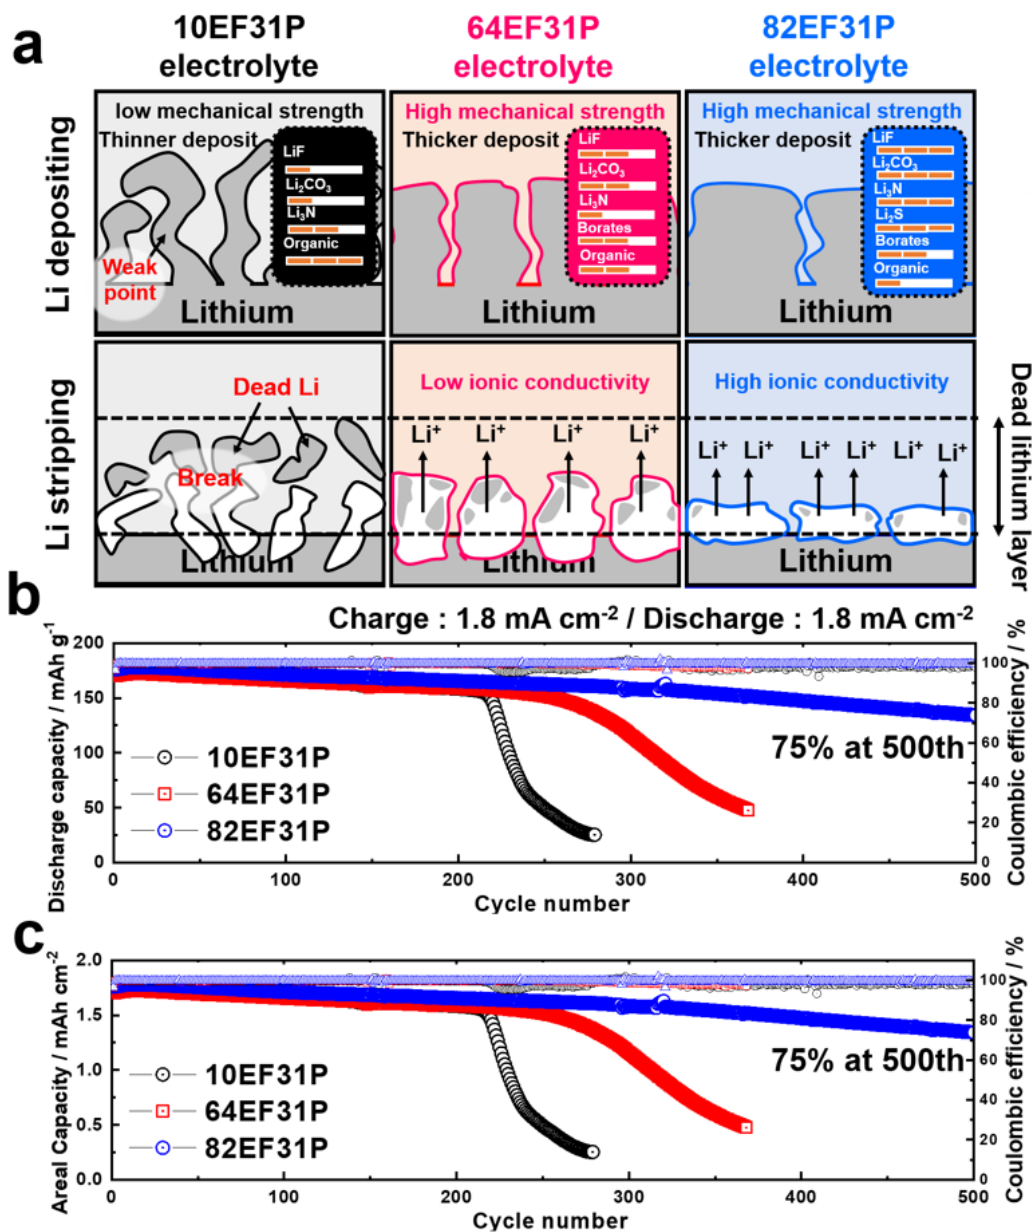 a
10EF31P
electrolyte
64EF31P
electrolyte
82EF31P
electrolyte
Li depositing
low mechanical strength
Thinner deposit
LiF
Li₂CO₃
Li₃N
Organic
Weak
point
Lithium
High mechanical strength
Thicker deposit
LiF
Li₂CO₃
Li₃N
Borates
Organic
Lithium
High mechanical strength
Thicker deposit
LiF
Li₂CO₃
Li₃N
Li₂S
Borates
Organic
Lithium
Li stripping
Dead Li
Break
Lithium
Low ionic conductivity
Li⁺ Li⁺ Li⁺ Li⁺
Lithium
High ionic conductivity
Li⁺ Li⁺ Li⁺ Li⁺ Li⁺ Li⁺
Lithium
Dead lithium layer
b
Charge : 1.8 mA cm⁻² / Discharge : 1.8 mA cm⁻²
Discharge capacity / mAh g⁻¹
200
150
100
50
0
10EF31P
64EF31P
82EF31P
75% at 500th
100
80
60
40
20
0
Coulombic efficiency / %
0 100 200 300 400 500
Cycle number
c
Areal Capacity / mAh cm⁻²
2.0
1.5
1.0
0.5
0.0
10EF31P
64EF31P
82EF31P
75% at 500th
100
80
60
40
20
0
Coulombic efficiency / %
0 100 200 300 400 500
Cycle number